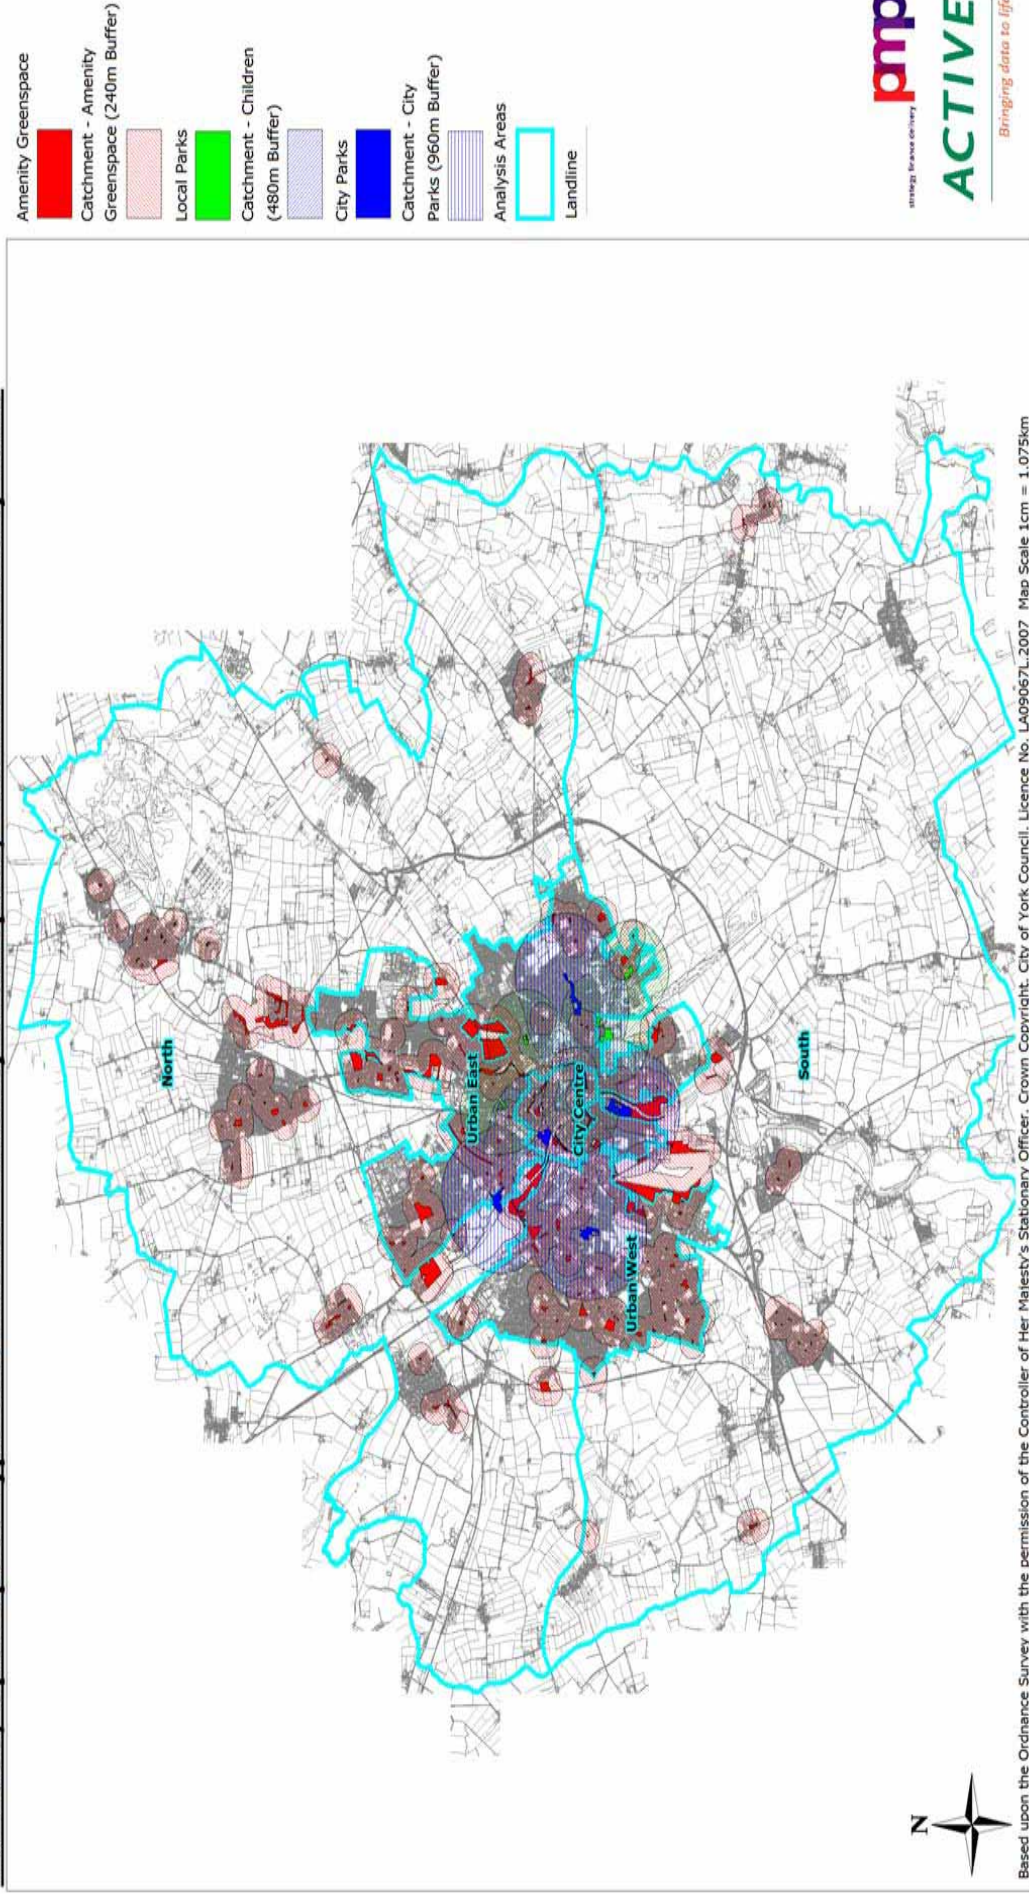 Amenity Greenspace
Catchment - Amenity
Greenspace (240m Buffer)
Local Parks
Catchment - Children
(480m Buffer)
City Parks
Catchment - City
Parks (960m Buffer)
Analysis Areas
Landline
strategy finance delivery pmp
ACTIVE
Bringing data to life
North
Urban East
City Centre
Urban West
South
N
Based upon the Ordnance Survey with the permission of the Controller of Her Majesty's Stationary Officer Crown Copyright. City of York Council. Licence No. LA09067L.2007 Map Scale 1cm = 1.075km